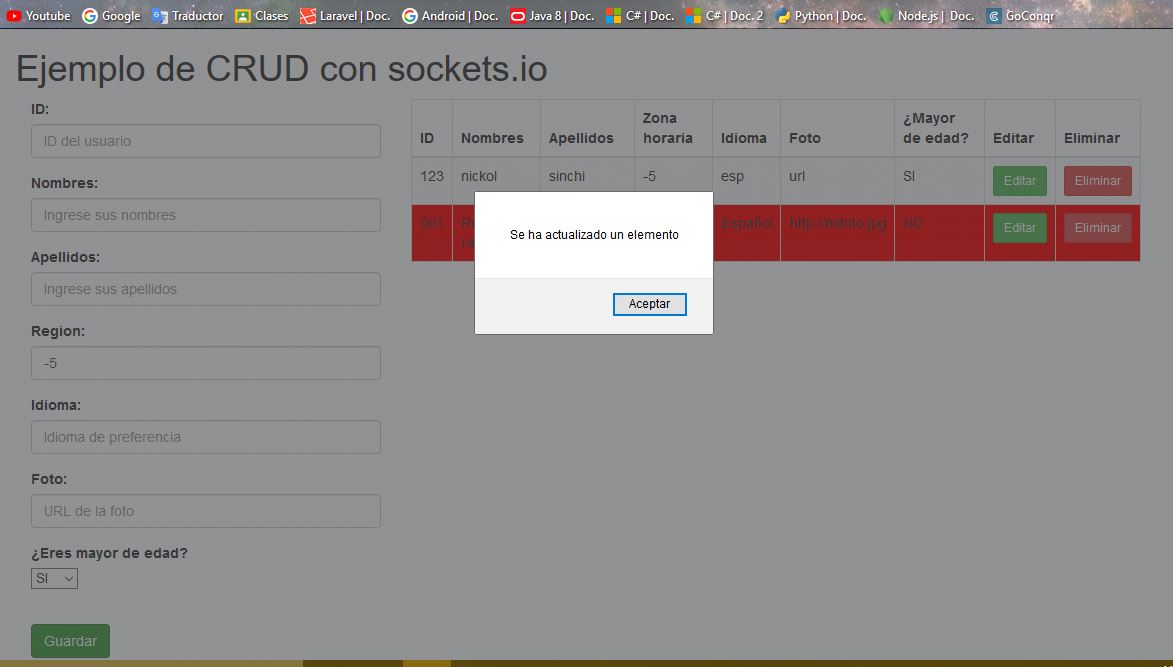 Youtube Google Traductor Clases Laravel | Doc. Android | Doc. Java 8 | Doc. C# | Doc. C# | Doc. 2 Python | Doc. Node.js | Doc. GoConqr
Ejemplo de CRUD con sockets.io
ID:
ID del usuario
Nombres:
Ingrese sus nombres
Apellidos:
Ingrese sus apellidos
Region:
-5
Idioma:
Idioma de preferencia
Foto:
URL de la foto
¿Eres mayor de edad?
SI
Guardar
ID Nombres Apellidos Zona horaria Idioma Foto ¿Mayor de edad? Editar Eliminar
123 nickol sinchi -5 esp url SI Editar Eliminar
001 Español http://mifoto.jpg NO Editar Eliminar
Se ha actualizado un elemento
Aceptar